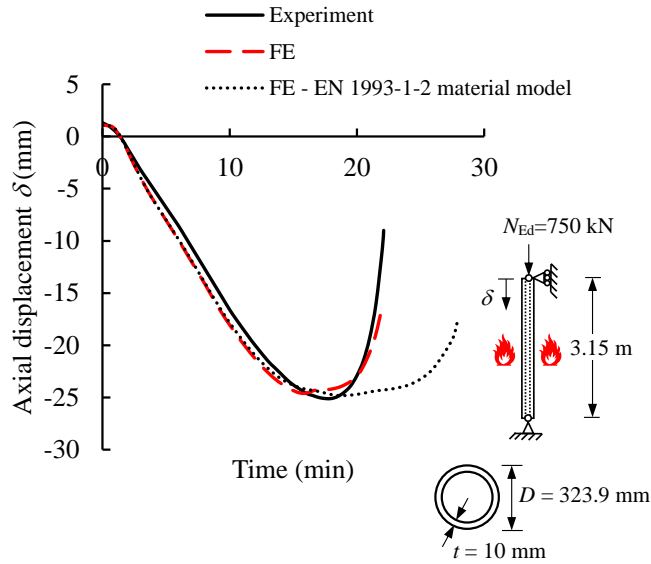 Experiment
FE
FE - EN 1993-1-2 material model
Axial displacement δ (mm)
5
0
-5
-10
-15
-20
-25
-30
0
10
20
30
Time (min)
N_Ed=750 kN
δ
3.15 m
D = 323.9 mm
t = 10 mm